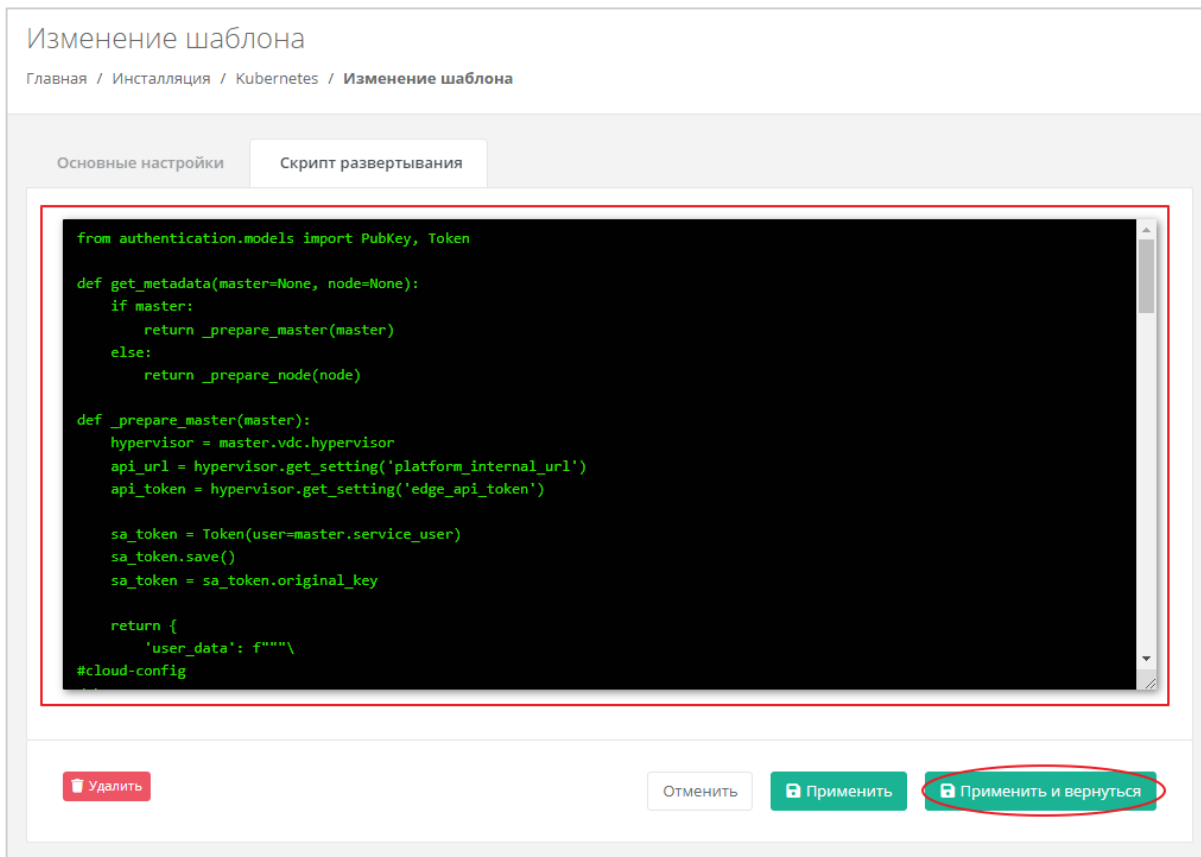 Изменение шаблона
Главная / Инсталляция / Kubernetes / Изменение шаблона
Основные настройки Скрипт развертывания
from authentication.models import PubKey, Token
def get_metadata(master=None, node=None):
    if master:
        return _prepare_master(master)
    else:
        return _prepare_node(node)
def _prepare_master(master):
    hypervisor = master.vdc.hypervisor
    api_url = hypervisor.get_setting('platform_internal_url')
    api_token = hypervisor.get_setting('edge_api_token')
    sa_token = Token(user=master.service_user)
    sa_token.save()
    sa_token = sa_token.original_key
    return {
        'user_data': f"""\
#cloud-config
Удалить Отменить Применить Применить и вернуться